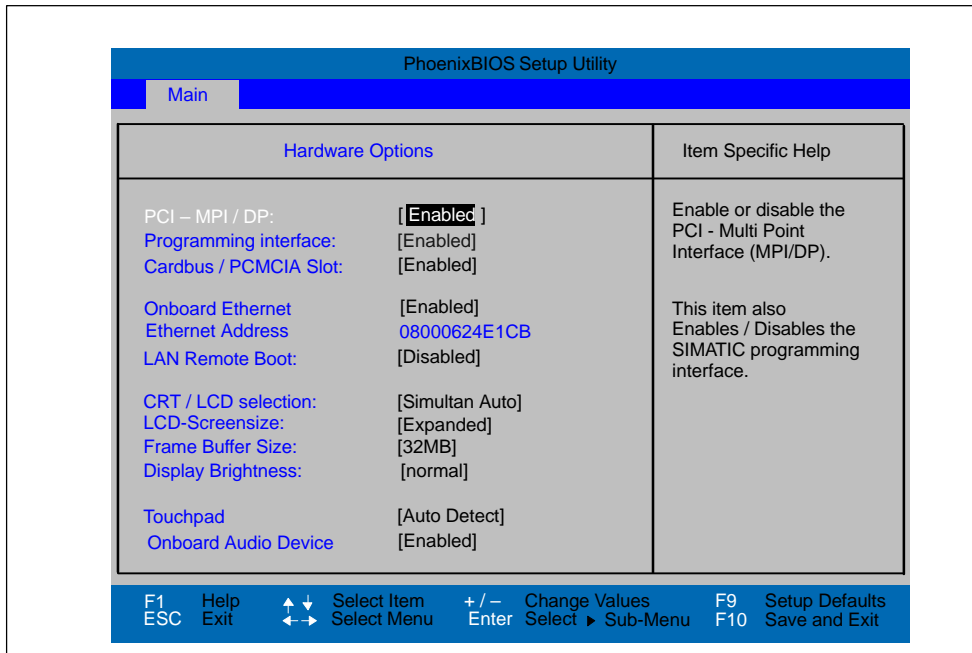 PhoenixBIOS Setup Utility
Main
Hardware Options
Item Specific Help
PCI – MPI / DP: [ Enabled ]
Programming interface: [Enabled]
Cardbus / PCMCIA Slot: [Enabled]
Onboard Ethernet [Enabled]
Ethernet Address 08000624E1CB
LAN Remote Boot: [Disabled]
CRT / LCD selection: [Simultan Auto]
LCD-Screensize: [Expanded]
Frame Buffer Size: [32MB]
Display Brightness: [normal]
Touchpad [Auto Detect]
Onboard Audio Device [Enabled]
Enable or disable the
PCI - Multi Point
Interface (MPI/DP).
This item also
Enables / Disables the
SIMATIC programming
interface.
F1 Help Select Item + / – Change Values F9 Setup Defaults
ESC Exit Select Menu Enter Select Sub-Menu F10 Save and Exit